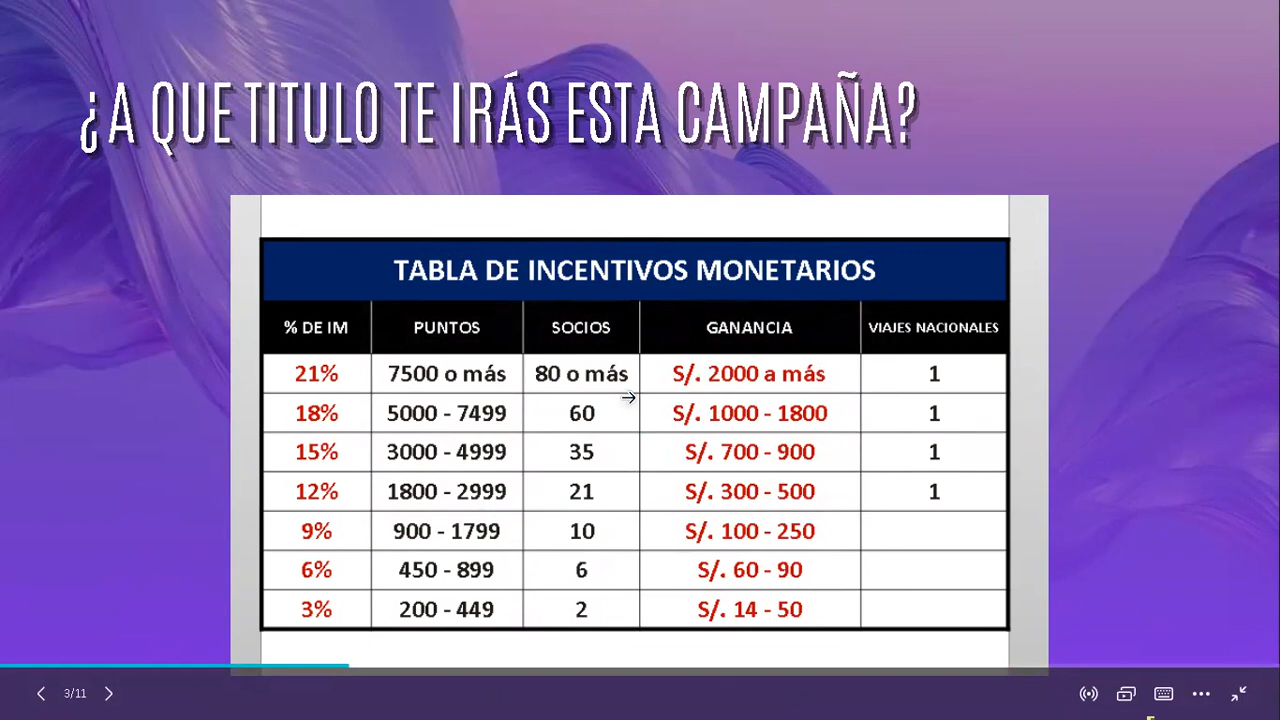 ¿A QUE TITULO TE IRÁS ESTA CAMPAÑA?
TABLA DE INCENTIVOS MONETARIOS
% DE IM PUNTOS SOCIOS GANANCIA VIAJES NACIONALES
21% 7500 o más 80 o más S/. 2000 a más 1
18% 5000 - 7499 60 S/. 1000 - 1800 1
15% 3000 - 4999 35 S/. 700 - 900 1
12% 1800 - 2999 21 S/. 300 - 500 1
9% 900 - 1799 10 S/. 100 - 250
6% 450 - 899 6 S/. 60 - 90
3% 200 - 449 2 S/. 14 - 50
3/11